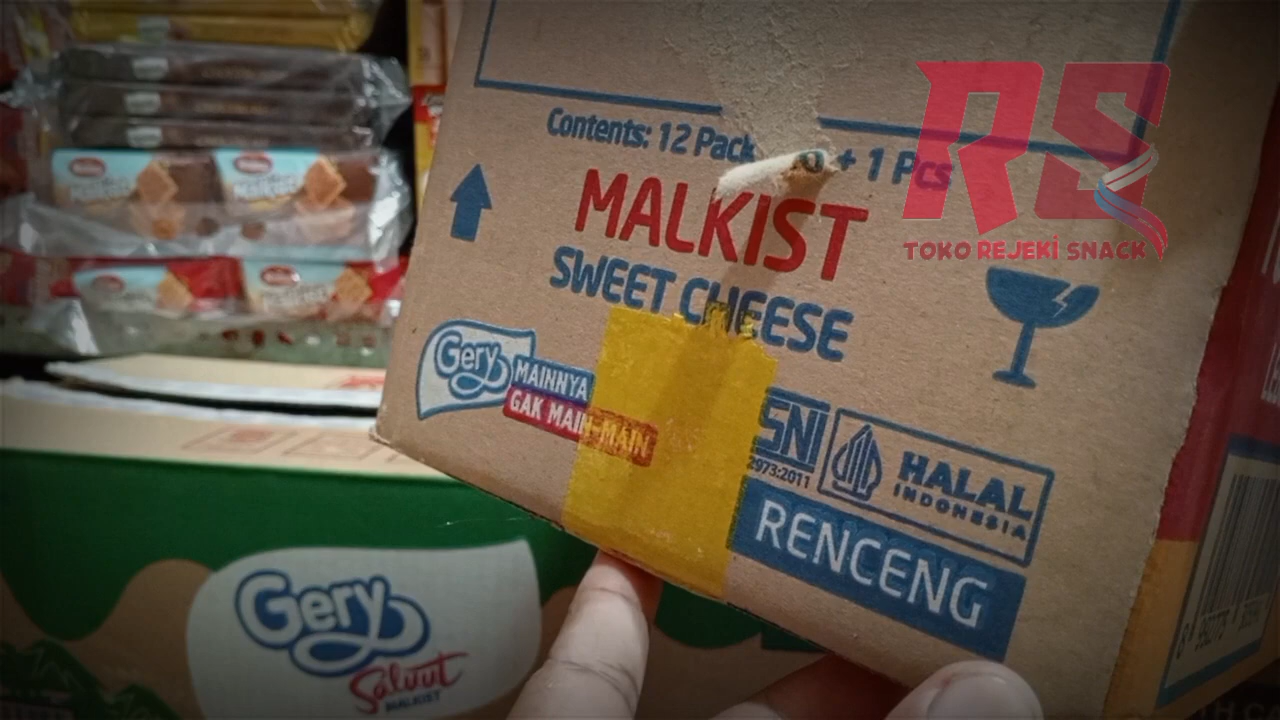 Contents: 12 Pack + 1 Pcs
MALKIST
SWEET CHEESE
Gery
MAINNYA
GAK MAIN-MAIN
SNI
2973:2011
HALAL
INDONESIA
RENCENG
RS
TOKO REJEKI SNACK
Gery
Saluut
MALKIST